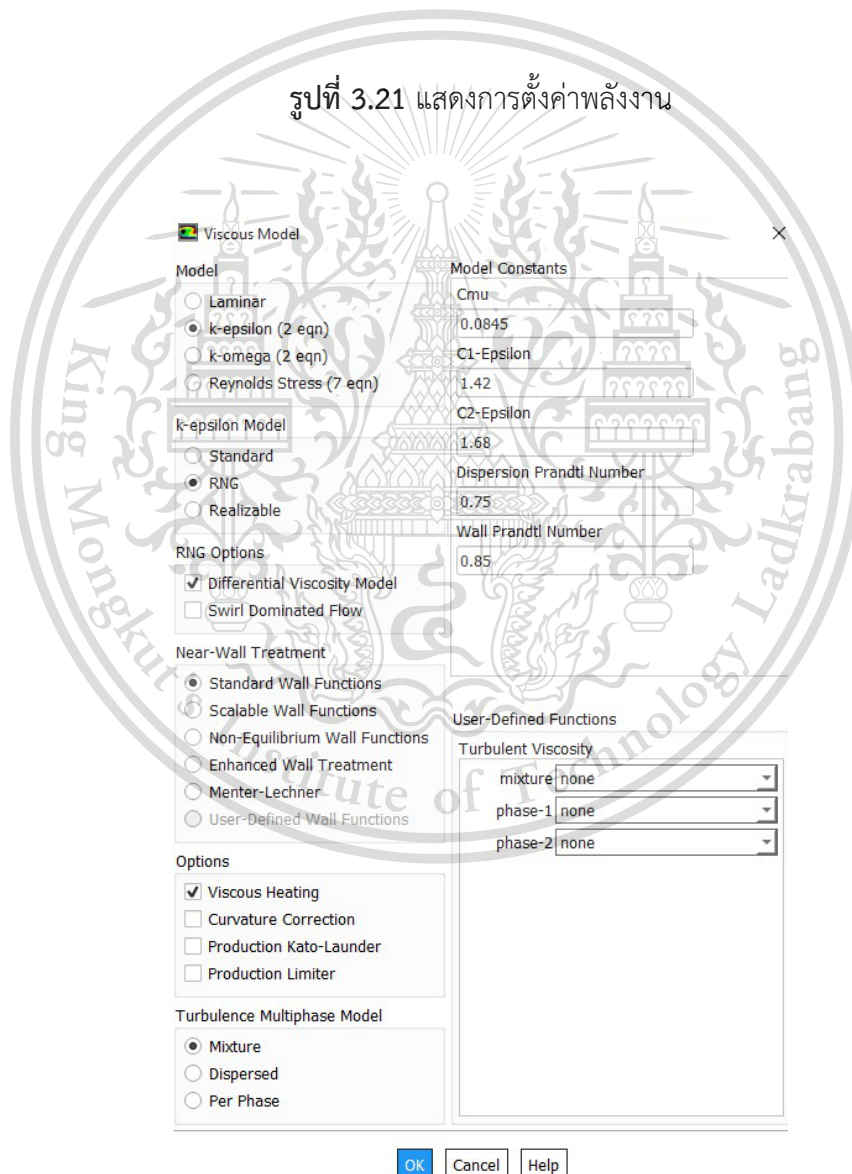 รูปที่ 3.21 แสดงการตั้งค่าพลังงาน
Viscous Model
Model
Laminar
k-epsilon (2 eqn)
k-omega (2 eqn)
Reynolds Stress (7 eqn)
k-epsilon Model
Standard
RNG
Realizable
RNG Options
Differential Viscosity Model
Swirl Dominated Flow
Near-Wall Treatment
Standard Wall Functions
Scalable Wall Functions
Non-Equilibrium Wall Functions
Enhanced Wall Treatment
Menter-Lechner
User-Defined Wall Functions
Options
Viscous Heating
Curvature Correction
Production Kato-Launder
Production Limiter
Turbulence Multiphase Model
Mixture
Dispersed
Per Phase
Model Constants
Cmu
0.0845
C1-Epsilon
1.42
C2-Epsilon
1.68
Dispersion Prandtl Number
0.75
Wall Prandtl Number
0.85
User-Defined Functions
Turbulent Viscosity
mixture none
phase-1 none
phase-2 none
OK Cancel Help
King Mongkut's Institute of Technology Ladkrabang